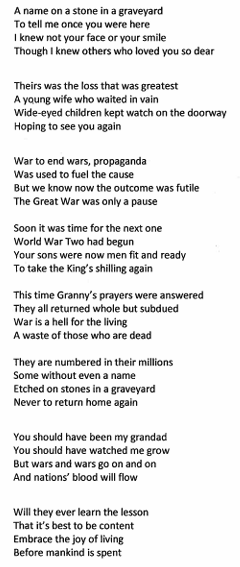 A name on a stone in a graveyard
To tell me once you were here
I knew not your face or your smile
Though I knew others who loved you so dear

Theirs was the loss that was greatest
A young wife who waited in vain
Wide-eyed children kept watch on the doorway
Hoping to see you again

War to end wars, propaganda
Was used to fuel the cause
But we know now the outcome was futile
The Great War was only a pause

Soon it was time for the next one
World War Two had begun
Your sons were now men fit and ready
To take the King's shilling again

This time Granny's prayers were answered
They all returned whole but subdued
War is a hell for the living
A waste of those who are dead

They are numbered in their millions
Some without even a name
Etched on stones in a graveyard
Never to return home again

You should have been my grandad
You should have watched me grow
But wars and wars go on and on
And nations' blood will flow

Will they ever learn the lesson
That it's best to be content
Embrace the joy of living
Before mankind is spent